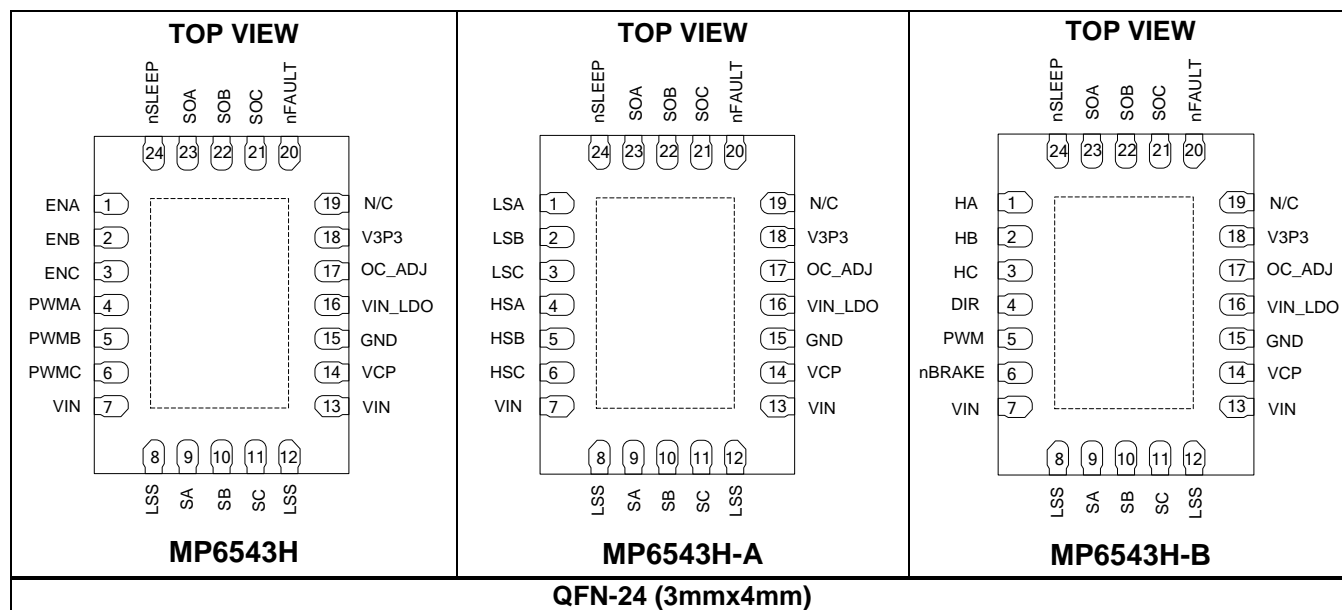 TOP VIEW
nSLEEP SOA SOB SOC nFAULT
24 23 22 21 20
ENA 1 19 N/C
ENB 2 18 V3P3
ENC 3 17 OC_ADJ
PWMA 4 16 VIN_LDO
PWMB 5 15 GND
PWMC 6 14 VCP
VIN 7 13 VIN
8 9 10 11 12
LSS SA SB SC LSS
MP6543H
TOP VIEW
nSLEEP SOA SOB SOC nFAULT
24 23 22 21 20
LSA 1 19 N/C
LSB 2 18 V3P3
LSC 3 17 OC_ADJ
HSA 4 16 VIN_LDO
HSB 5 15 GND
HSC 6 14 VCP
VIN 7 13 VIN
8 9 10 11 12
LSS SA SB SC LSS
MP6543H-A
TOP VIEW
nSLEEP SOA SOB SOC nFAULT
24 23 22 21 20
HA 1 19 N/C
HB 2 18 V3P3
HC 3 17 OC_ADJ
DIR 4 16 VIN_LDO
PWM 5 15 GND
nBRAKE 6 14 VCP
VIN 7 13 VIN
8 9 10 11 12
LSS SA SB SC LSS
MP6543H-B
QFN-24 (3mmx4mm)